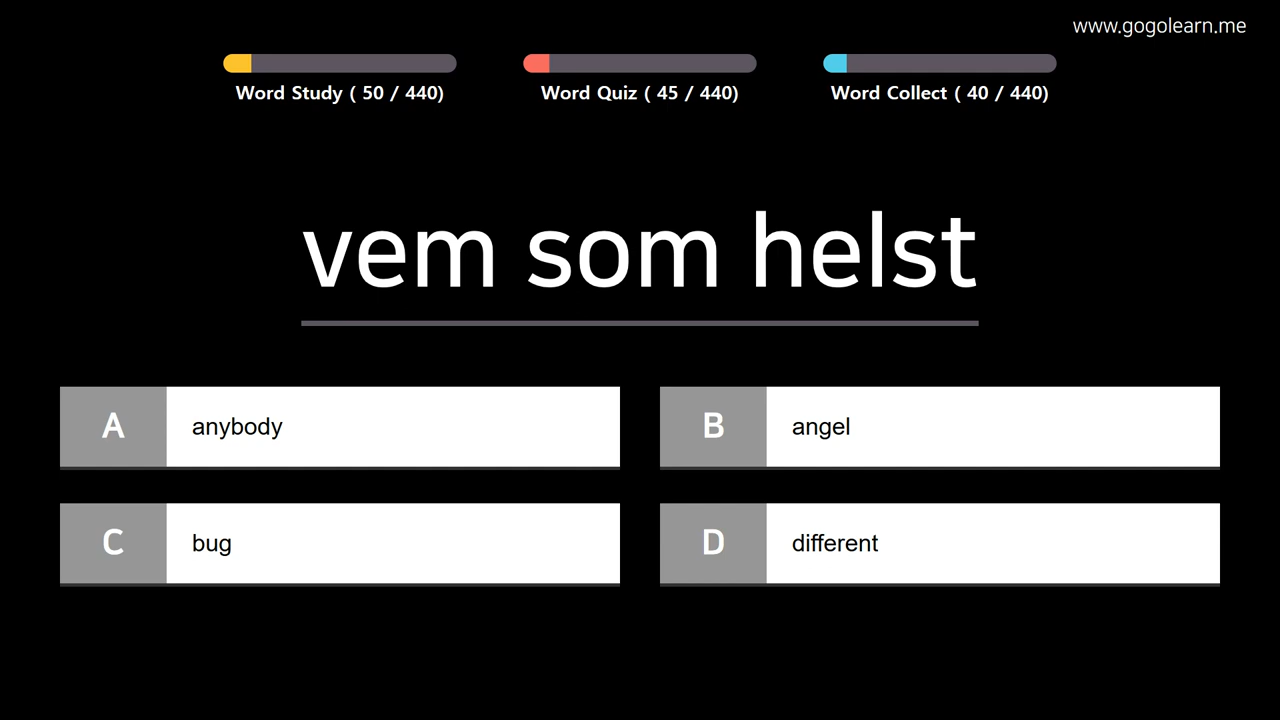 www.gogolearn.me
Word Study ( 50 / 440)
Word Quiz ( 45 / 440)
Word Collect ( 40 / 440)
vem som helst
A anybody
B angel
C bug
D different